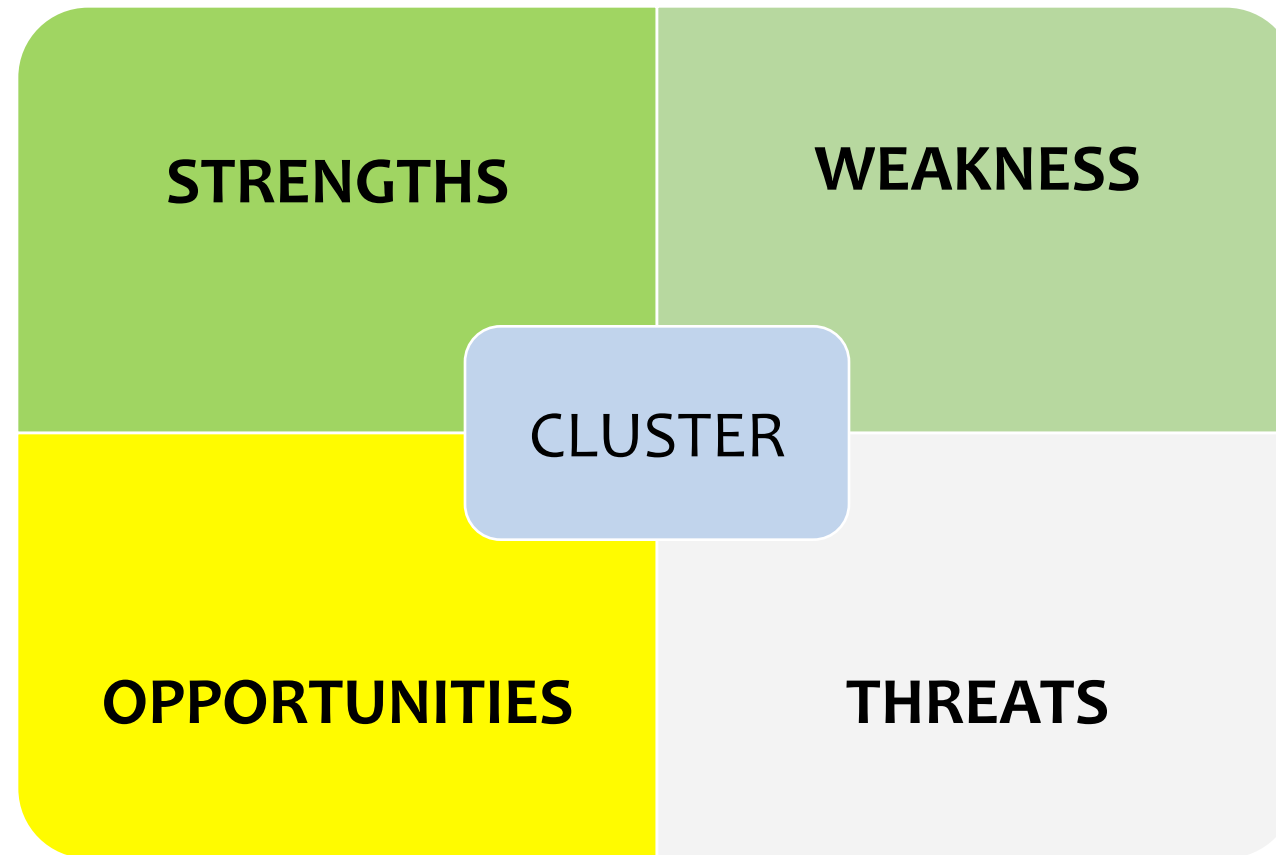 STRENGTHS
WEAKNESS
CLUSTER
OPPORTUNITIES
THREATS